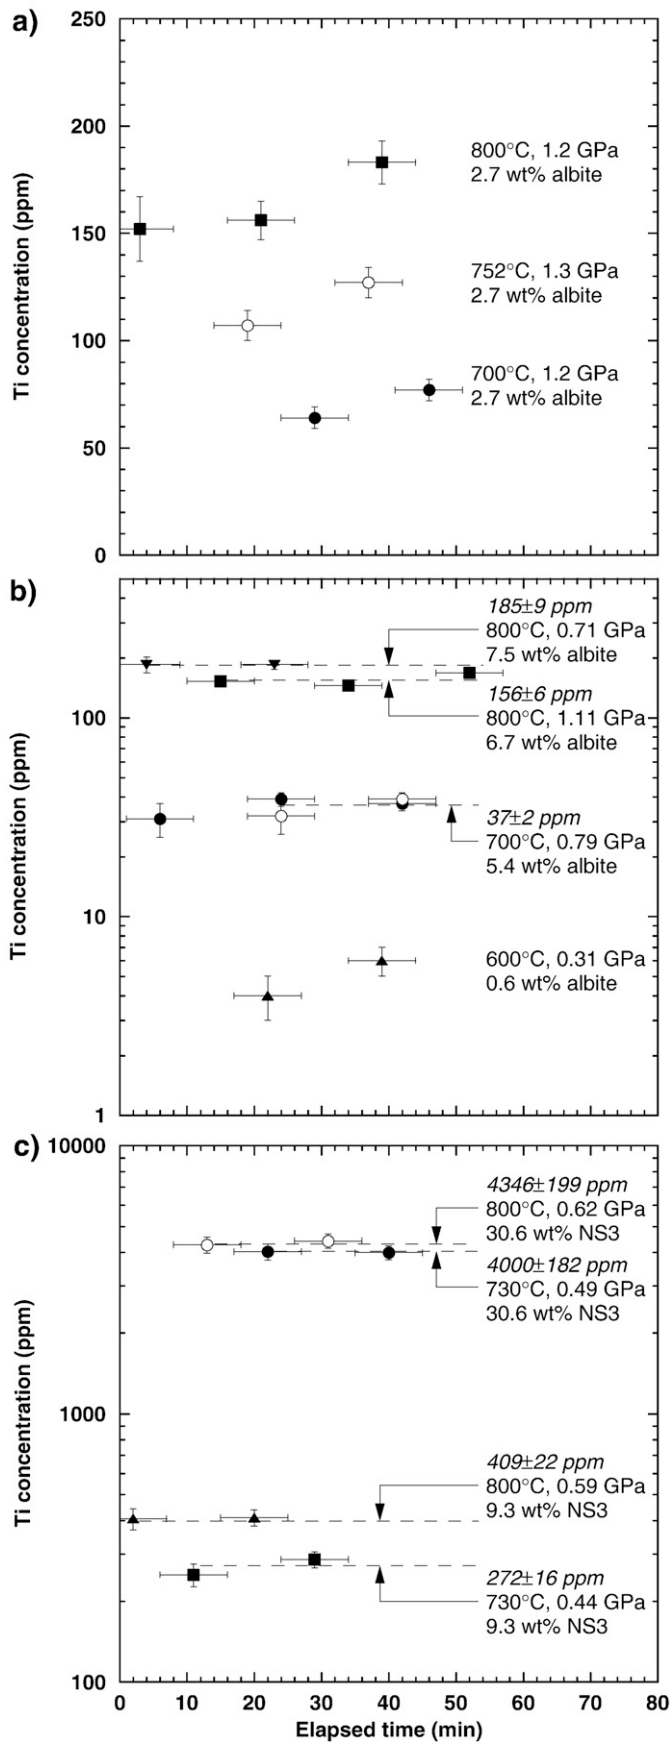 a)
250
200
150
100
50
0
Ti concentration (ppm)
800°C, 1.2 GPa
2.7 wt% albite
752°C, 1.3 GPa
2.7 wt% albite
700°C, 1.2 GPa
2.7 wt% albite
b)
100
10
1
Ti concentration (ppm)
185±9 ppm
800°C, 0.71 GPa
7.5 wt% albite
156±6 ppm
800°C, 1.11 GPa
6.7 wt% albite
37±2 ppm
700°C, 0.79 GPa
5.4 wt% albite
600°C, 0.31 GPa
0.6 wt% albite
c)
10000
1000
100
Ti concentration (ppm)
4346±199 ppm
800°C, 0.62 GPa
30.6 wt% NS3
4000±182 ppm
730°C, 0.49 GPa
30.6 wt% NS3
409±22 ppm
800°C, 0.59 GPa
9.3 wt% NS3
272±16 ppm
730°C, 0.44 GPa
9.3 wt% NS3
0 10 20 30 40 50 60 70 80
Elapsed time (min)